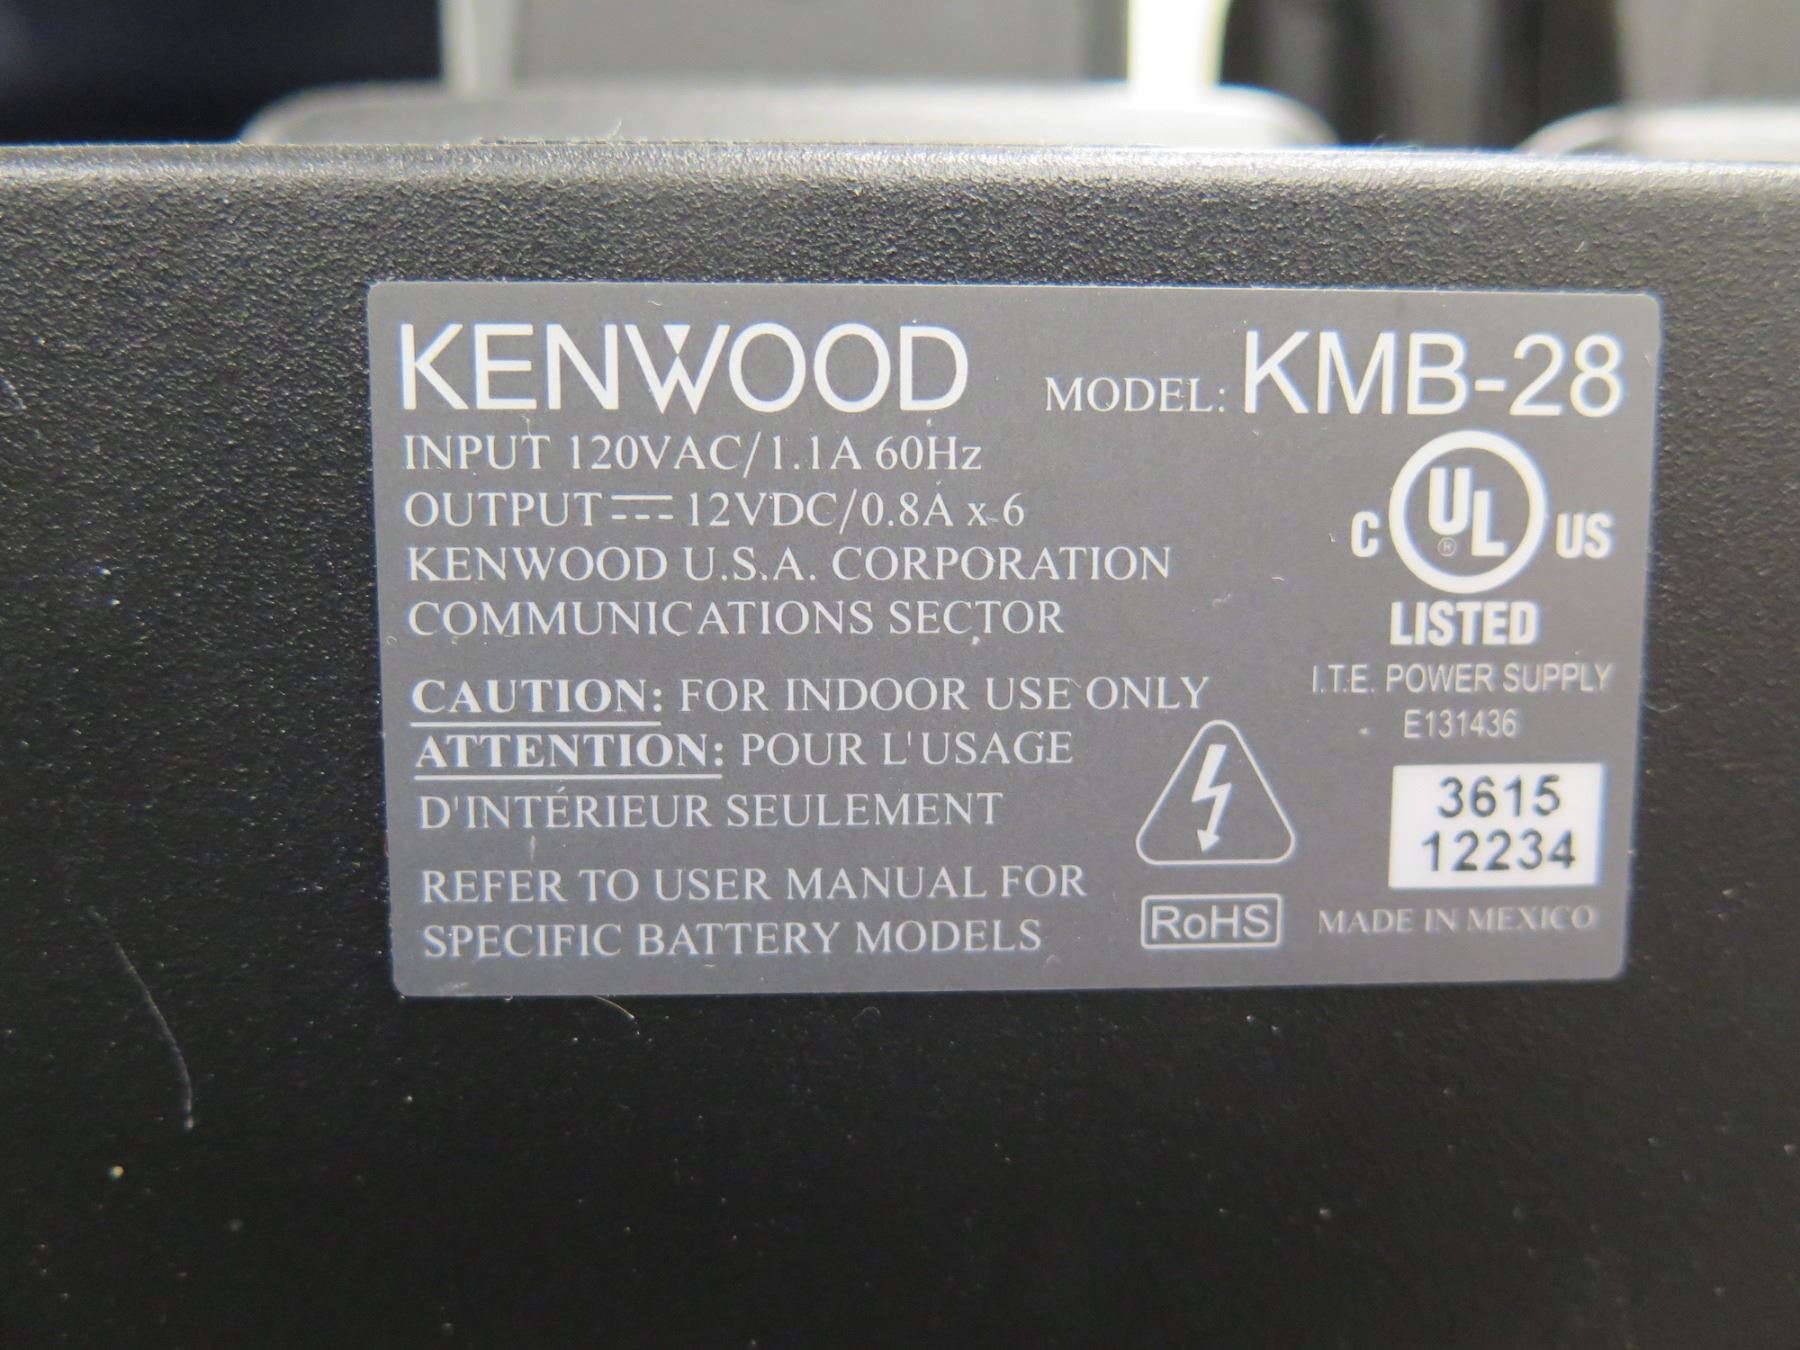 KENWOOD MODEL: KMB-28
INPUT 120VAC/1.1A 60Hz
OUTPUT ⎓ 12VDC/0.8A x 6
KENWOOD U.S.A. CORPORATION
COMMUNICATIONS SECTOR
CAUTION: FOR INDOOR USE ONLY
ATTENTION: POUR L'USAGE
D'INTÉRIEUR SEULEMENT
REFER TO USER MANUAL FOR
SPECIFIC BATTERY MODELS
RoHS
C UL ® US
LISTED
I.T.E. POWER SUPPLY
E131436
3615
12234
MADE IN MEXICO